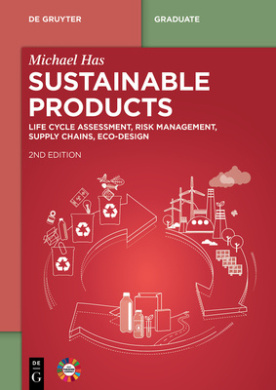 DE GRUYTER
GRADUATE
Michael Has
SUSTAINABLE
PRODUCTS
LIFE CYCLE ASSESSMENT, RISK MANAGEMENT,
SUPPLY CHAINS, ECO-DESIGN
2ND EDITION
DE
G